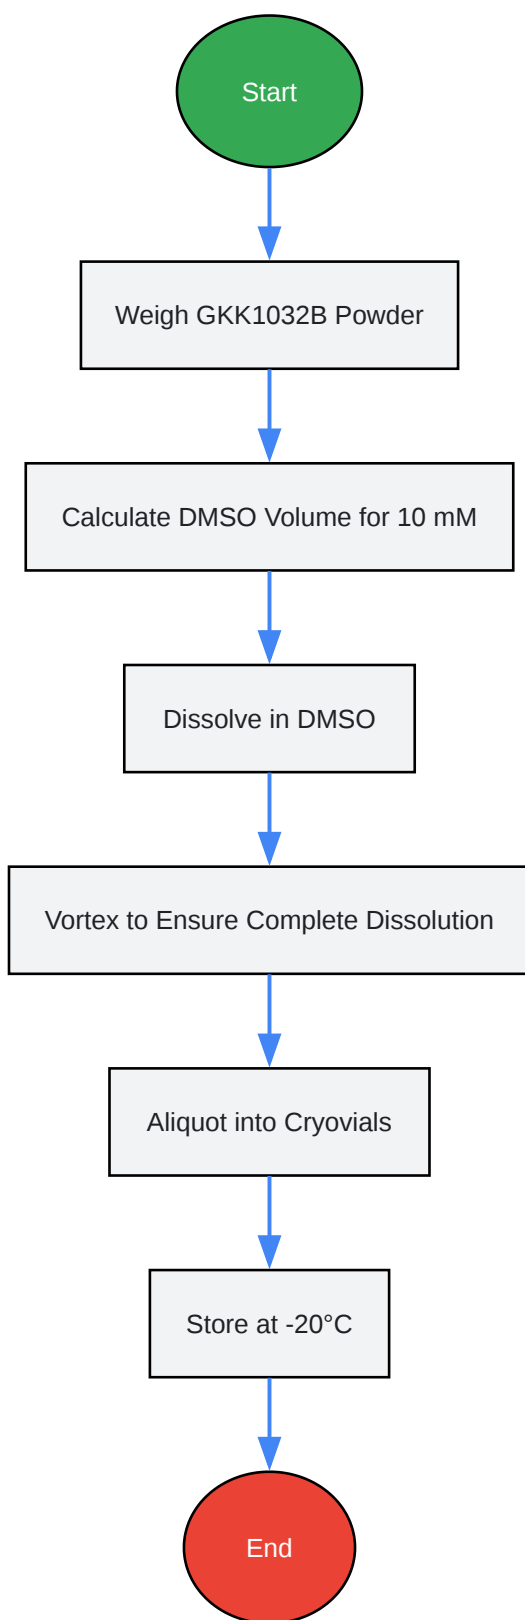 Start
Weigh GKK1032B Powder
Calculate DMSO Volume for 10 mM
Dissolve in DMSO
Vortex to Ensure Complete Dissolution
Aliquot into Cryovials
Store at -20°C
End